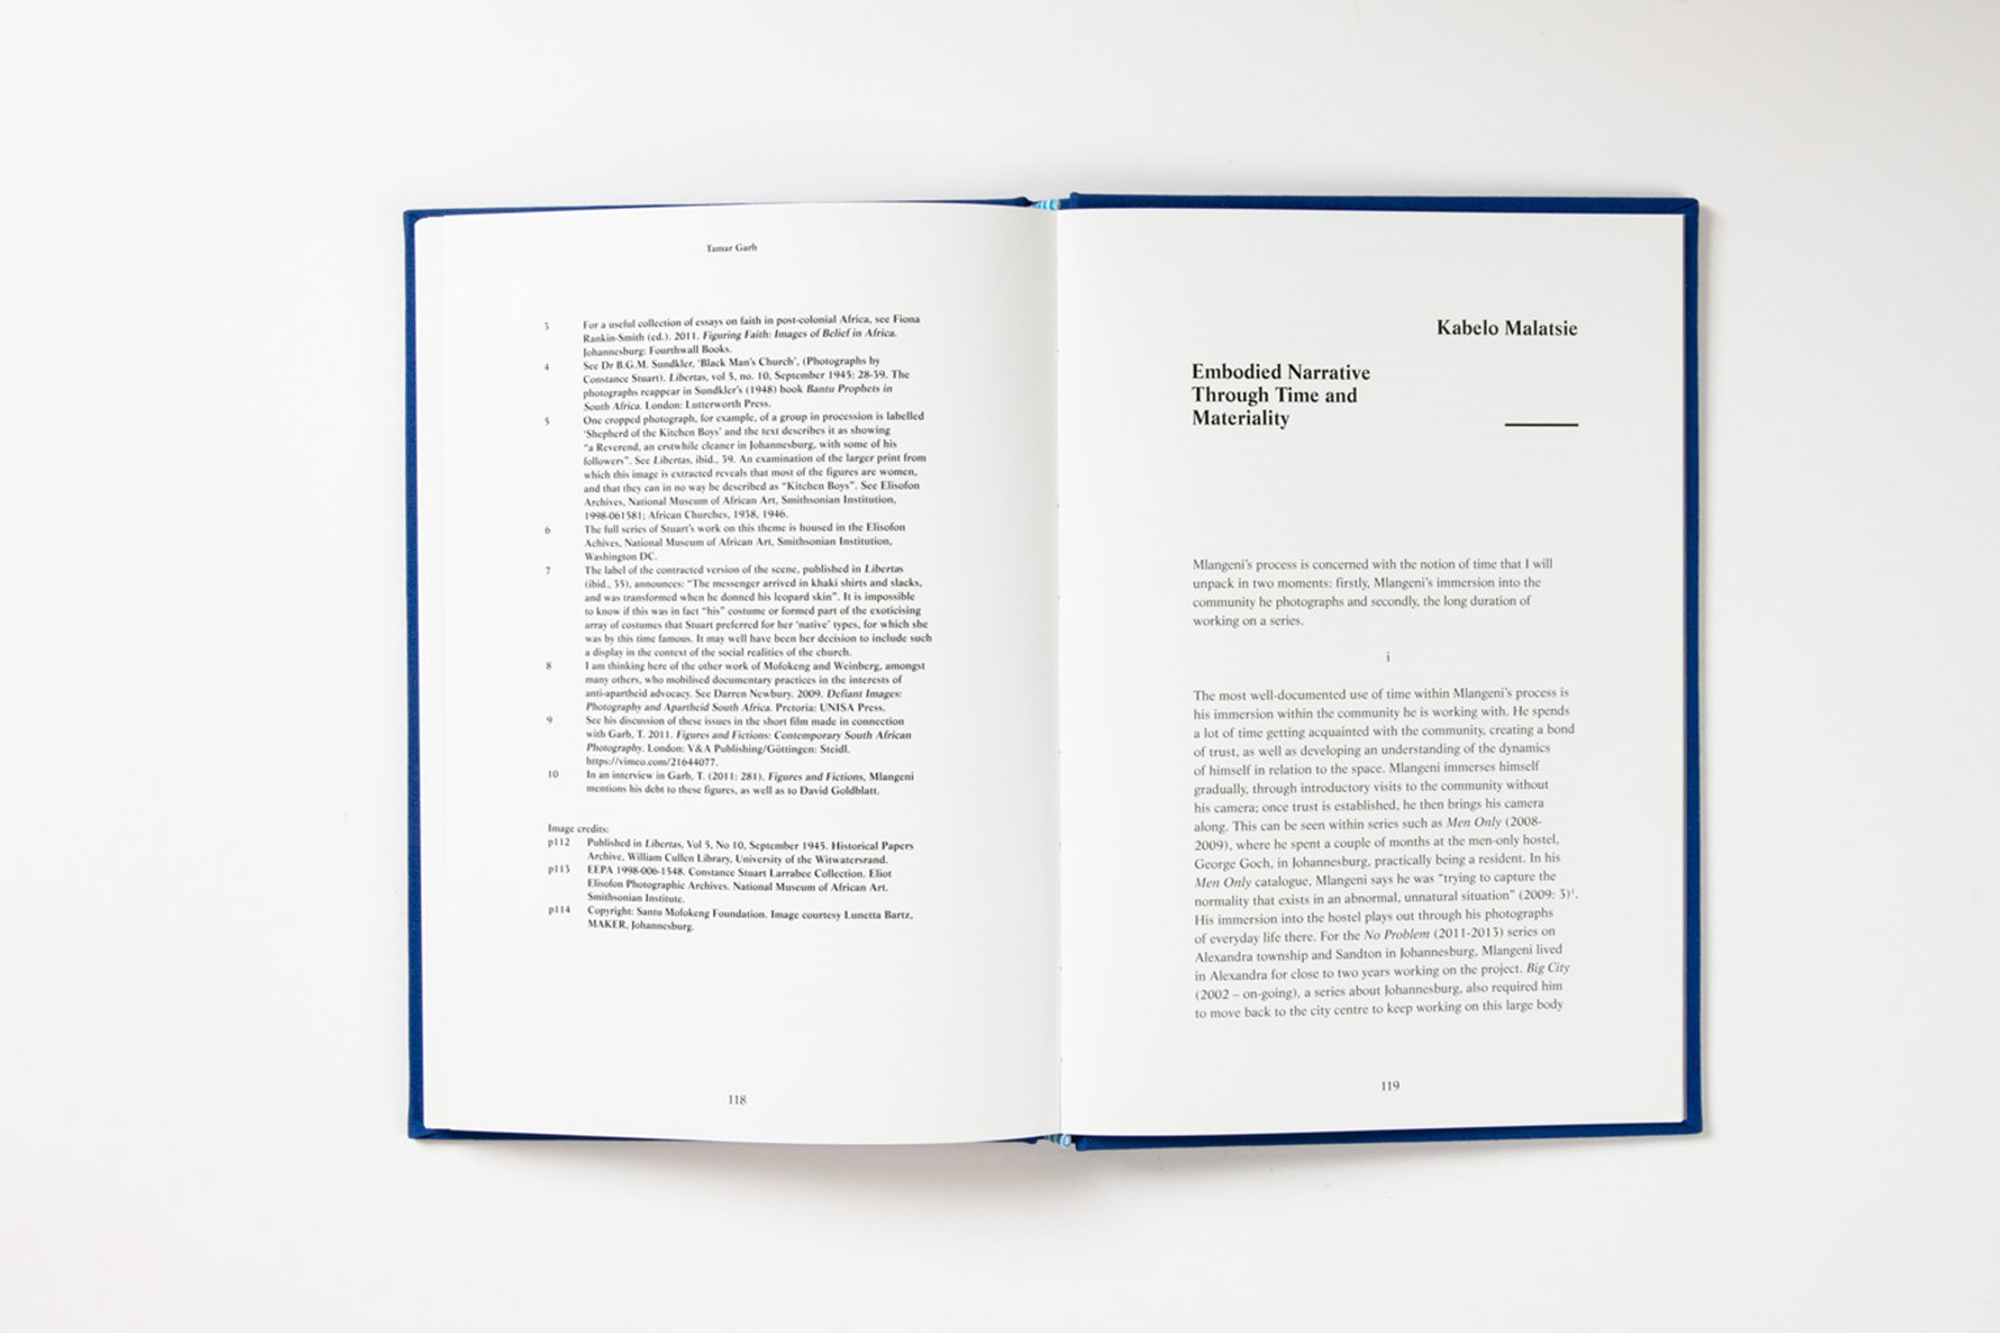 Tamar Garb
3 For a useful collection of essays on faith in post-colonial Africa, see Fiona
Rankin-Smith (ed.). 2011. Figuring Faith: Images of Belief in Africa.
Johannesburg: Fourthwall Books.
4 See Dr B.G.M. Sundkler, 'Black Man's Church', (Photographs by
Constance Stuart). Libertas, vol 5, no. 10, September 1945: 28-39. The
photographs reappear in Sundkler's (1948) book Bantu Prophets in
South Africa. London: Lutterworth Press.
5 One cropped photograph, for example, of a group in procession is labelled
'Shepherd of the Kitchen Boys' and the text describes it as showing
"a Reverend, an erstwhile cleaner in Johannesburg, with some of his
followers". See Libertas, ibid., 39. An examination of the larger print from
which this image is extracted reveals that most of the figures are women,
and that they can in no way be described as "Kitchen Boys". See Elisofon
Archives, National Museum of African Art, Smithsonian Institution,
1998-061581; African Churches, 1938, 1946.
6 The full series of Stuart's work on this theme is housed in the Elisofon
Achives, National Museum of African Art, Smithsonian Institution,
Washington DC.
7 The label of the contracted version of the scene, published in Libertas
(ibid., 35), announces: "The messenger arrived in khaki shirts and slacks,
and was transformed when he donned his leopard skin". It is impossible
to know if this was in fact "his" costume or formed part of the exoticising
array of costumes that Stuart preferred for her 'native' types, for which she
was by this time famous. It may well have been her decision to include such
a display in the context of the social realities of the church.
8 I am thinking here of the other work of Mofokeng and Weinberg, amongst
many others, who mobilised documentary practices in the interests of
anti-apartheid advocacy. See Darren Newbury. 2009. Defiant Images:
Photography and Apartheid South Africa. Pretoria: UNISA Press.
9 See his discussion of these issues in the short film made in connection
with Garb, T. 2011. Figures and Fictions: Contemporary South African
Photography. London: V&A Publishing/Göttingen: Steidl.
https://vimeo.com/21644077.
10 In an interview in Garb, T. (2011: 281). Figures and Fictions, Mlangeni
mentions his debt to these figures, as well as to David Goldblatt.
Image credits:
p112 Published in Libertas, Vol 5, No 10, September 1945. Historical Papers
Archive, William Cullen Library, University of the Witwatersrand.
p113 EEPA 1998-006-1548. Constance Stuart Larrabee Collection. Eliot
Elisofon Photographic Archives. National Museum of African Art.
Smithsonian Institute.
p114 Copyright: Santu Mofokeng Foundation. Image courtesy Lunetta Bartz,
MAKER, Johannesburg.
118
Kabelo Malatsie
Embodied Narrative
Through Time and
Materiality
Mlangeni's process is concerned with the notion of time that I will
unpack in two moments: firstly, Mlangeni's immersion into the
community he photographs and secondly, the long duration of
working on a series.
i
The most well-documented use of time within Mlangeni's process is
his immersion within the community he is working with. He spends
a lot of time getting acquainted with the community, creating a bond
of trust, as well as developing an understanding of the dynamics
of himself in relation to the space. Mlangeni immerses himself
gradually, through introductory visits to the community without
his camera; once trust is established, he then brings his camera
along. This can be seen within series such as Men Only (2008-
2009), where he spent a couple of months at the men-only hostel,
George Goch, in Johannesburg, practically being a resident. In his
Men Only catalogue, Mlangeni says he was "trying to capture the
normality that exists in an abnormal, unnatural situation" (2009: 3)¹.
His immersion into the hostel plays out through his photographs
of everyday life there. For the No Problem (2011-2013) series on
Alexandra township and Sandton in Johannesburg, Mlangeni lived
in Alexandra for close to two years working on the project. Big City
(2002 – on-going), a series about Johannesburg, also required him
to move back to the city centre to keep working on this large body
119